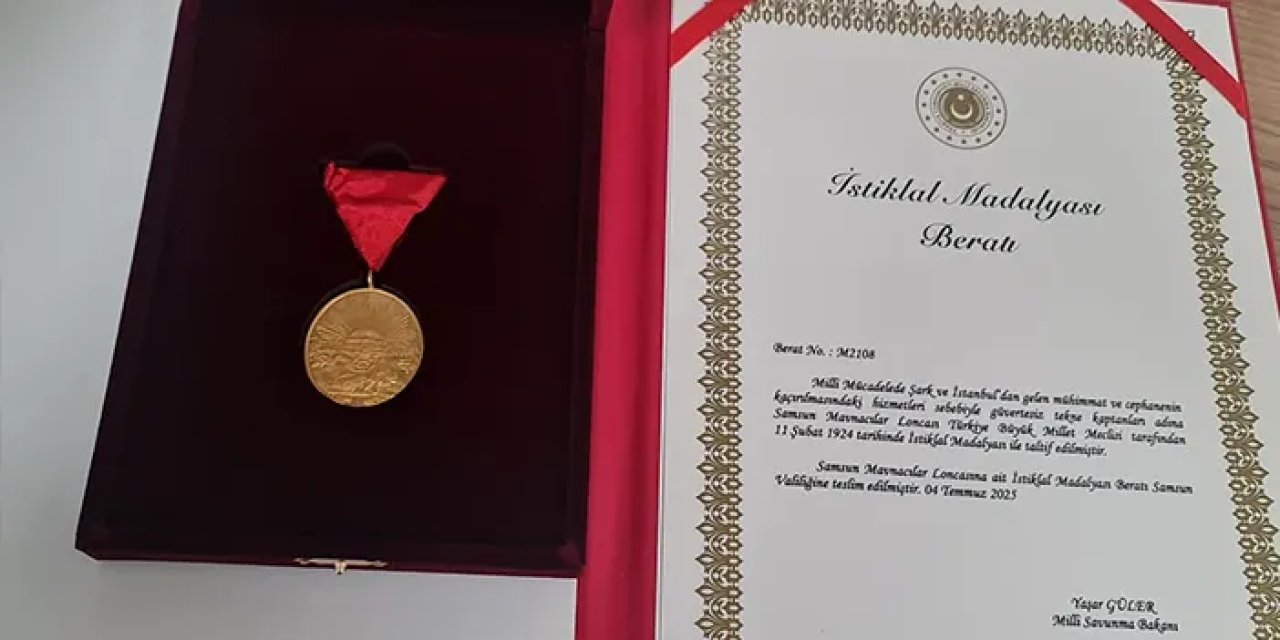 İstiklal Madalyası
Beratı
Berat No. : M2108
Milli Mücadelede Şark ve İstanbul'dan gelen mühimmat ve cephanenin
kaçırılmasındaki hizmetleri sebebiyle güvertesiz tekne kaptanları adına
Samsun Mavnacılar Loncası Türkiye Büyük Millet Meclisi tarafından
11 Şubat 1924 tarihinde İstiklal Madalyası ile taltif edilmiştir.
Samsun Mavnacılar Loncasına ait İstiklal Madalyası Beratı Samsun
Valiliğine teslim edilmiştir. 04 Temmuz 2025
Yaşar GÜLER
Milli Savunma Bakanı